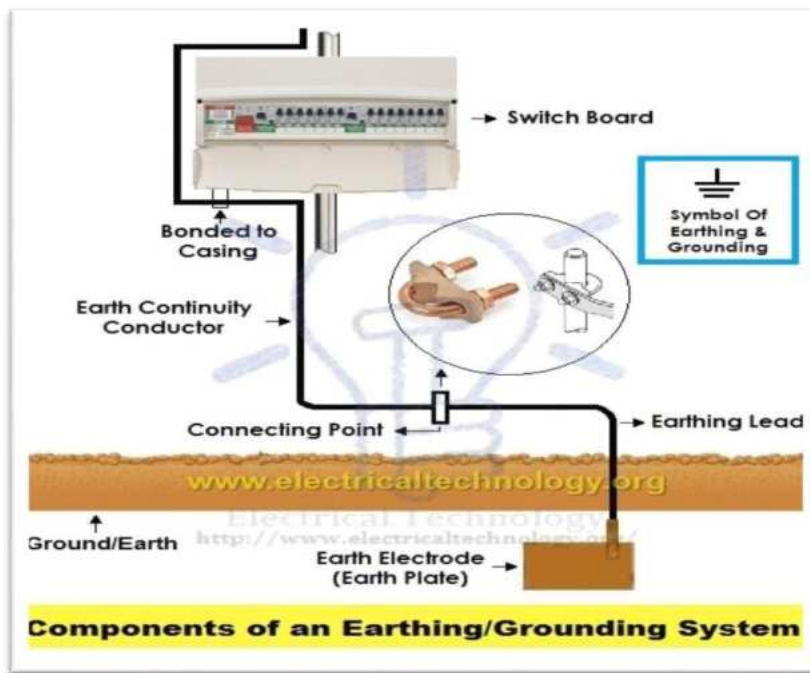 Switch Board
Symbol Of
Earthing &
Grounding
Bonded to
Casing
Earth Continuity
Conductor
Connecting Point
Earthing Lead
www.electricaltechnology.org
Electrical Technology
http://www.electricaltechnology.org/
Ground/Earth
Earth Electrode
(Earth Plate)
Components of an Earthing/Grounding System